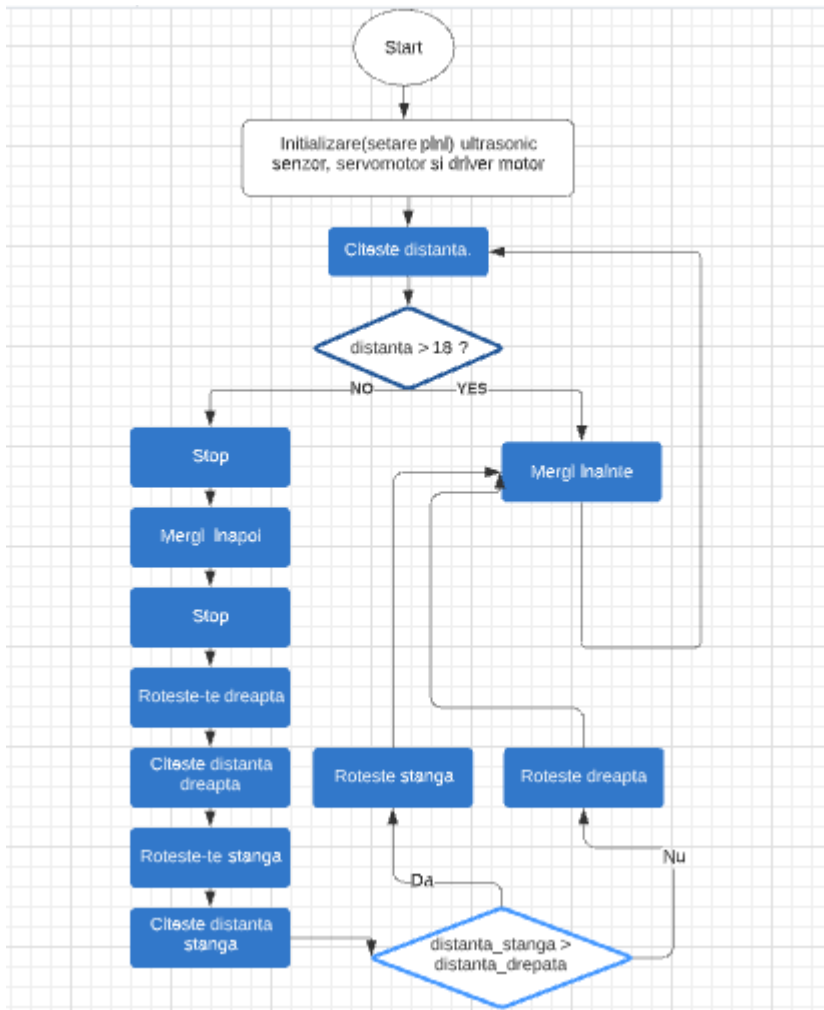 Start
Initializare(setare pini) ultrasonic
senzor, servomotor si driver motor
Citeste distanta.
distanta > 18 ?
NO
YES
Stop
Mergi inainte
Mergi inapoi
Stop
Roteste-te dreapta
Citeste distanta
dreapta
Roteste stanga
Roteste dreapta
Roteste-te stanga
Nu
Da
Citeste distanta
stanga
distanta_stanga >
distanta_drepata